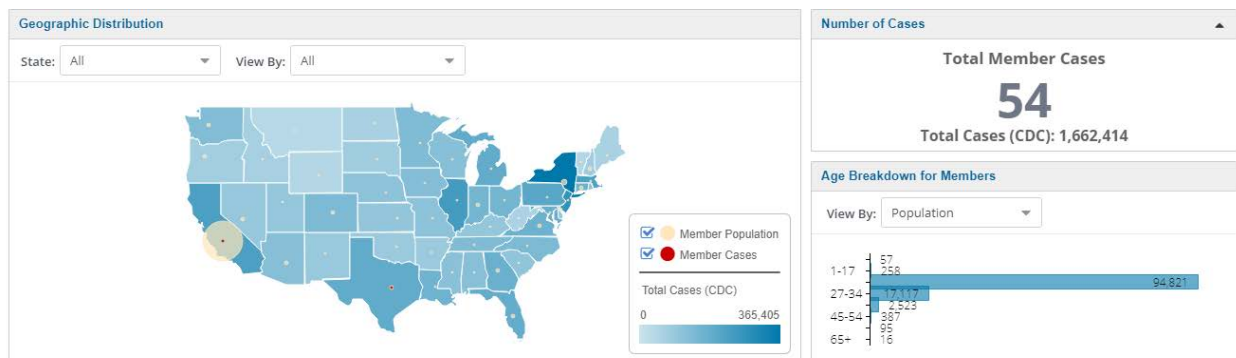 Geographic Distribution
State: All View By: All
Member Population
Member Cases
Total Cases (CDC)
0 365,405
Number of Cases
Total Member Cases
54
Total Cases (CDC): 1,662,414
Age Breakdown for Members
View By: Population
57
1-17 258
94,821
27-34 17,117
2,523
45-54 387
95
65+ 16